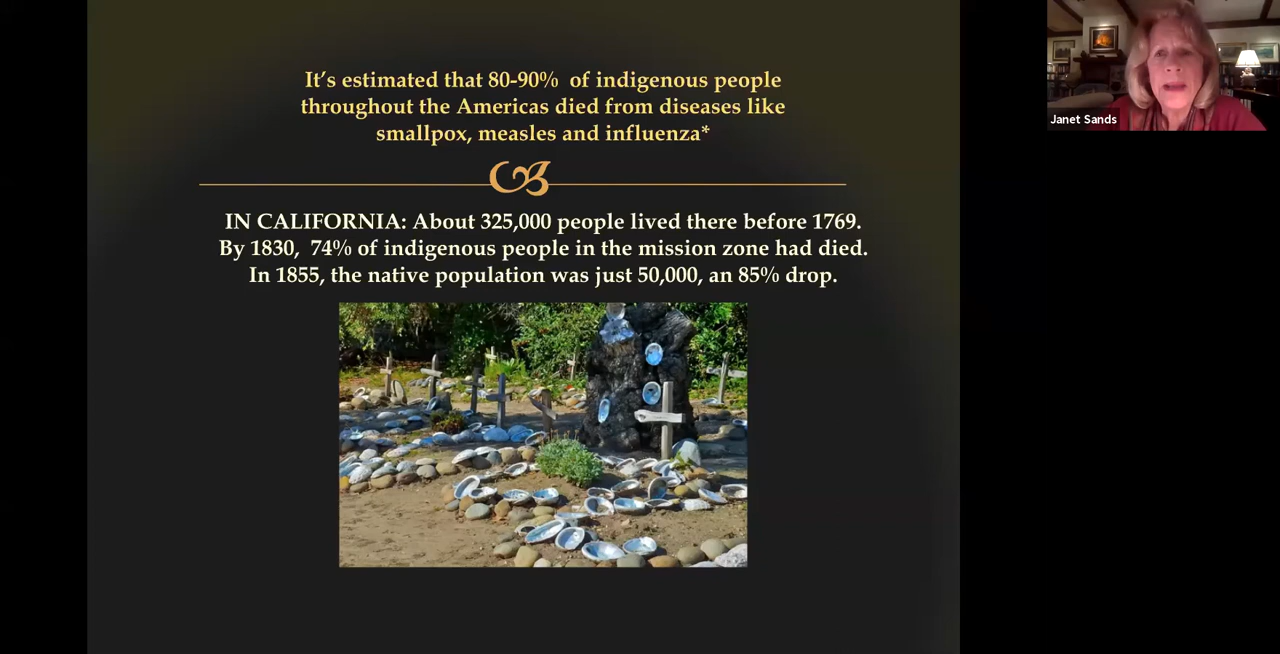 It's estimated that 80-90% of indigenous people
throughout the Americas died from diseases like
smallpox, measles and influenza*
IN CALIFORNIA: About 325,000 people lived there before 1769.
By 1830, 74% of indigenous people in the mission zone had died.
In 1855, the native population was just 50,000, an 85% drop.
Janet Sands